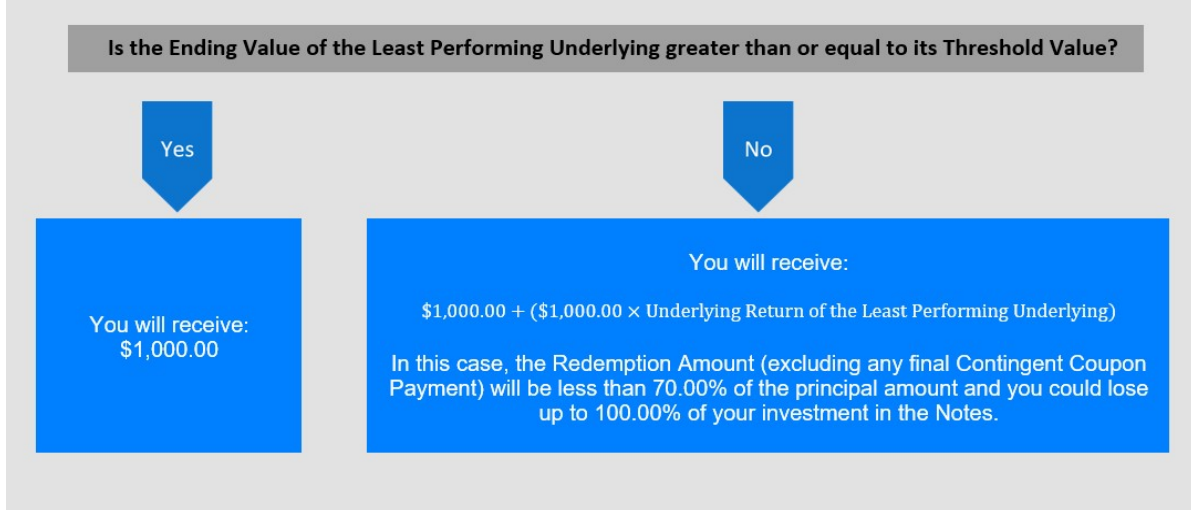 Is the Ending Value of the Least Performing Underlying greater than or equal to its Threshold Value?
Yes
No
You will receive:
$1,000.00
You will receive:
$1,000.00 + ($1,000.00 × Underlying Return of the Least Performing Underlying)
In this case, the Redemption Amount (excluding any final Contingent Coupon
Payment) will be less than 70.00% of the principal amount and you could lose
up to 100.00% of your investment in the Notes.